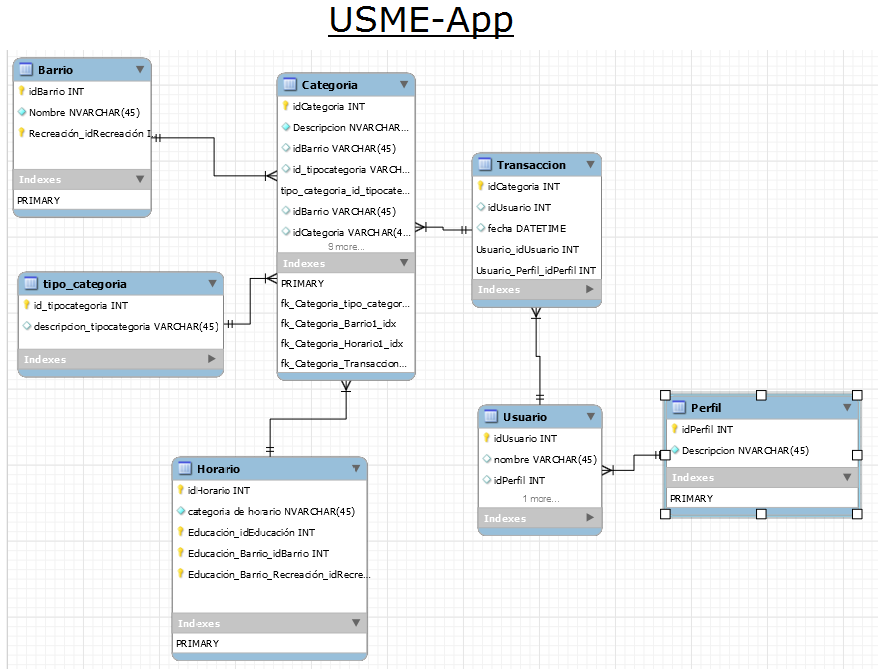 USME-App
Barrio
idBarrio INT
Nombre NVARCHAR(45)
Recreación_idRecreación I
Indexes
PRIMARY
tipo_categoria
id_tipocategoria INT
descripcion_tipocategoria VARCHAR(45)
Indexes
Categoria
idCategoria INT
Descripcion NVARCHAR...
idBarrio VARCHAR(45)
id_tipocategoria VARCH...
tipo_categoria_id_tipocate...
idBarrio VARCHAR(45)
idCategoria VARCHAR(4...
9 more...
Indexes
PRIMARY
fk_Categoria_tipo_categor...
fk_Categoria_Barrio1_idx
fk_Categoria_Horario1_idx
fk_Categoria_Transaccion...
Transaccion
idCategoria INT
idUsuario INT
fecha DATETIME
Usuario_idUsuario INT
Usuario_Perfil_idPerfil INT
Indexes
Horario
idHorario INT
categoria de horario NVARCHAR(45)
Educación_idEducación INT
Educación_Barrio_idBarrio INT
Educación_Barrio_Recreación_idRecre...
Indexes
PRIMARY
Usuario
idUsuario INT
nombre VARCHAR(45)
idPerfil INT
1 more...
Indexes
Perfil
idPerfil INT
Descripcion NVARCHAR(45)
Indexes
PRIMARY